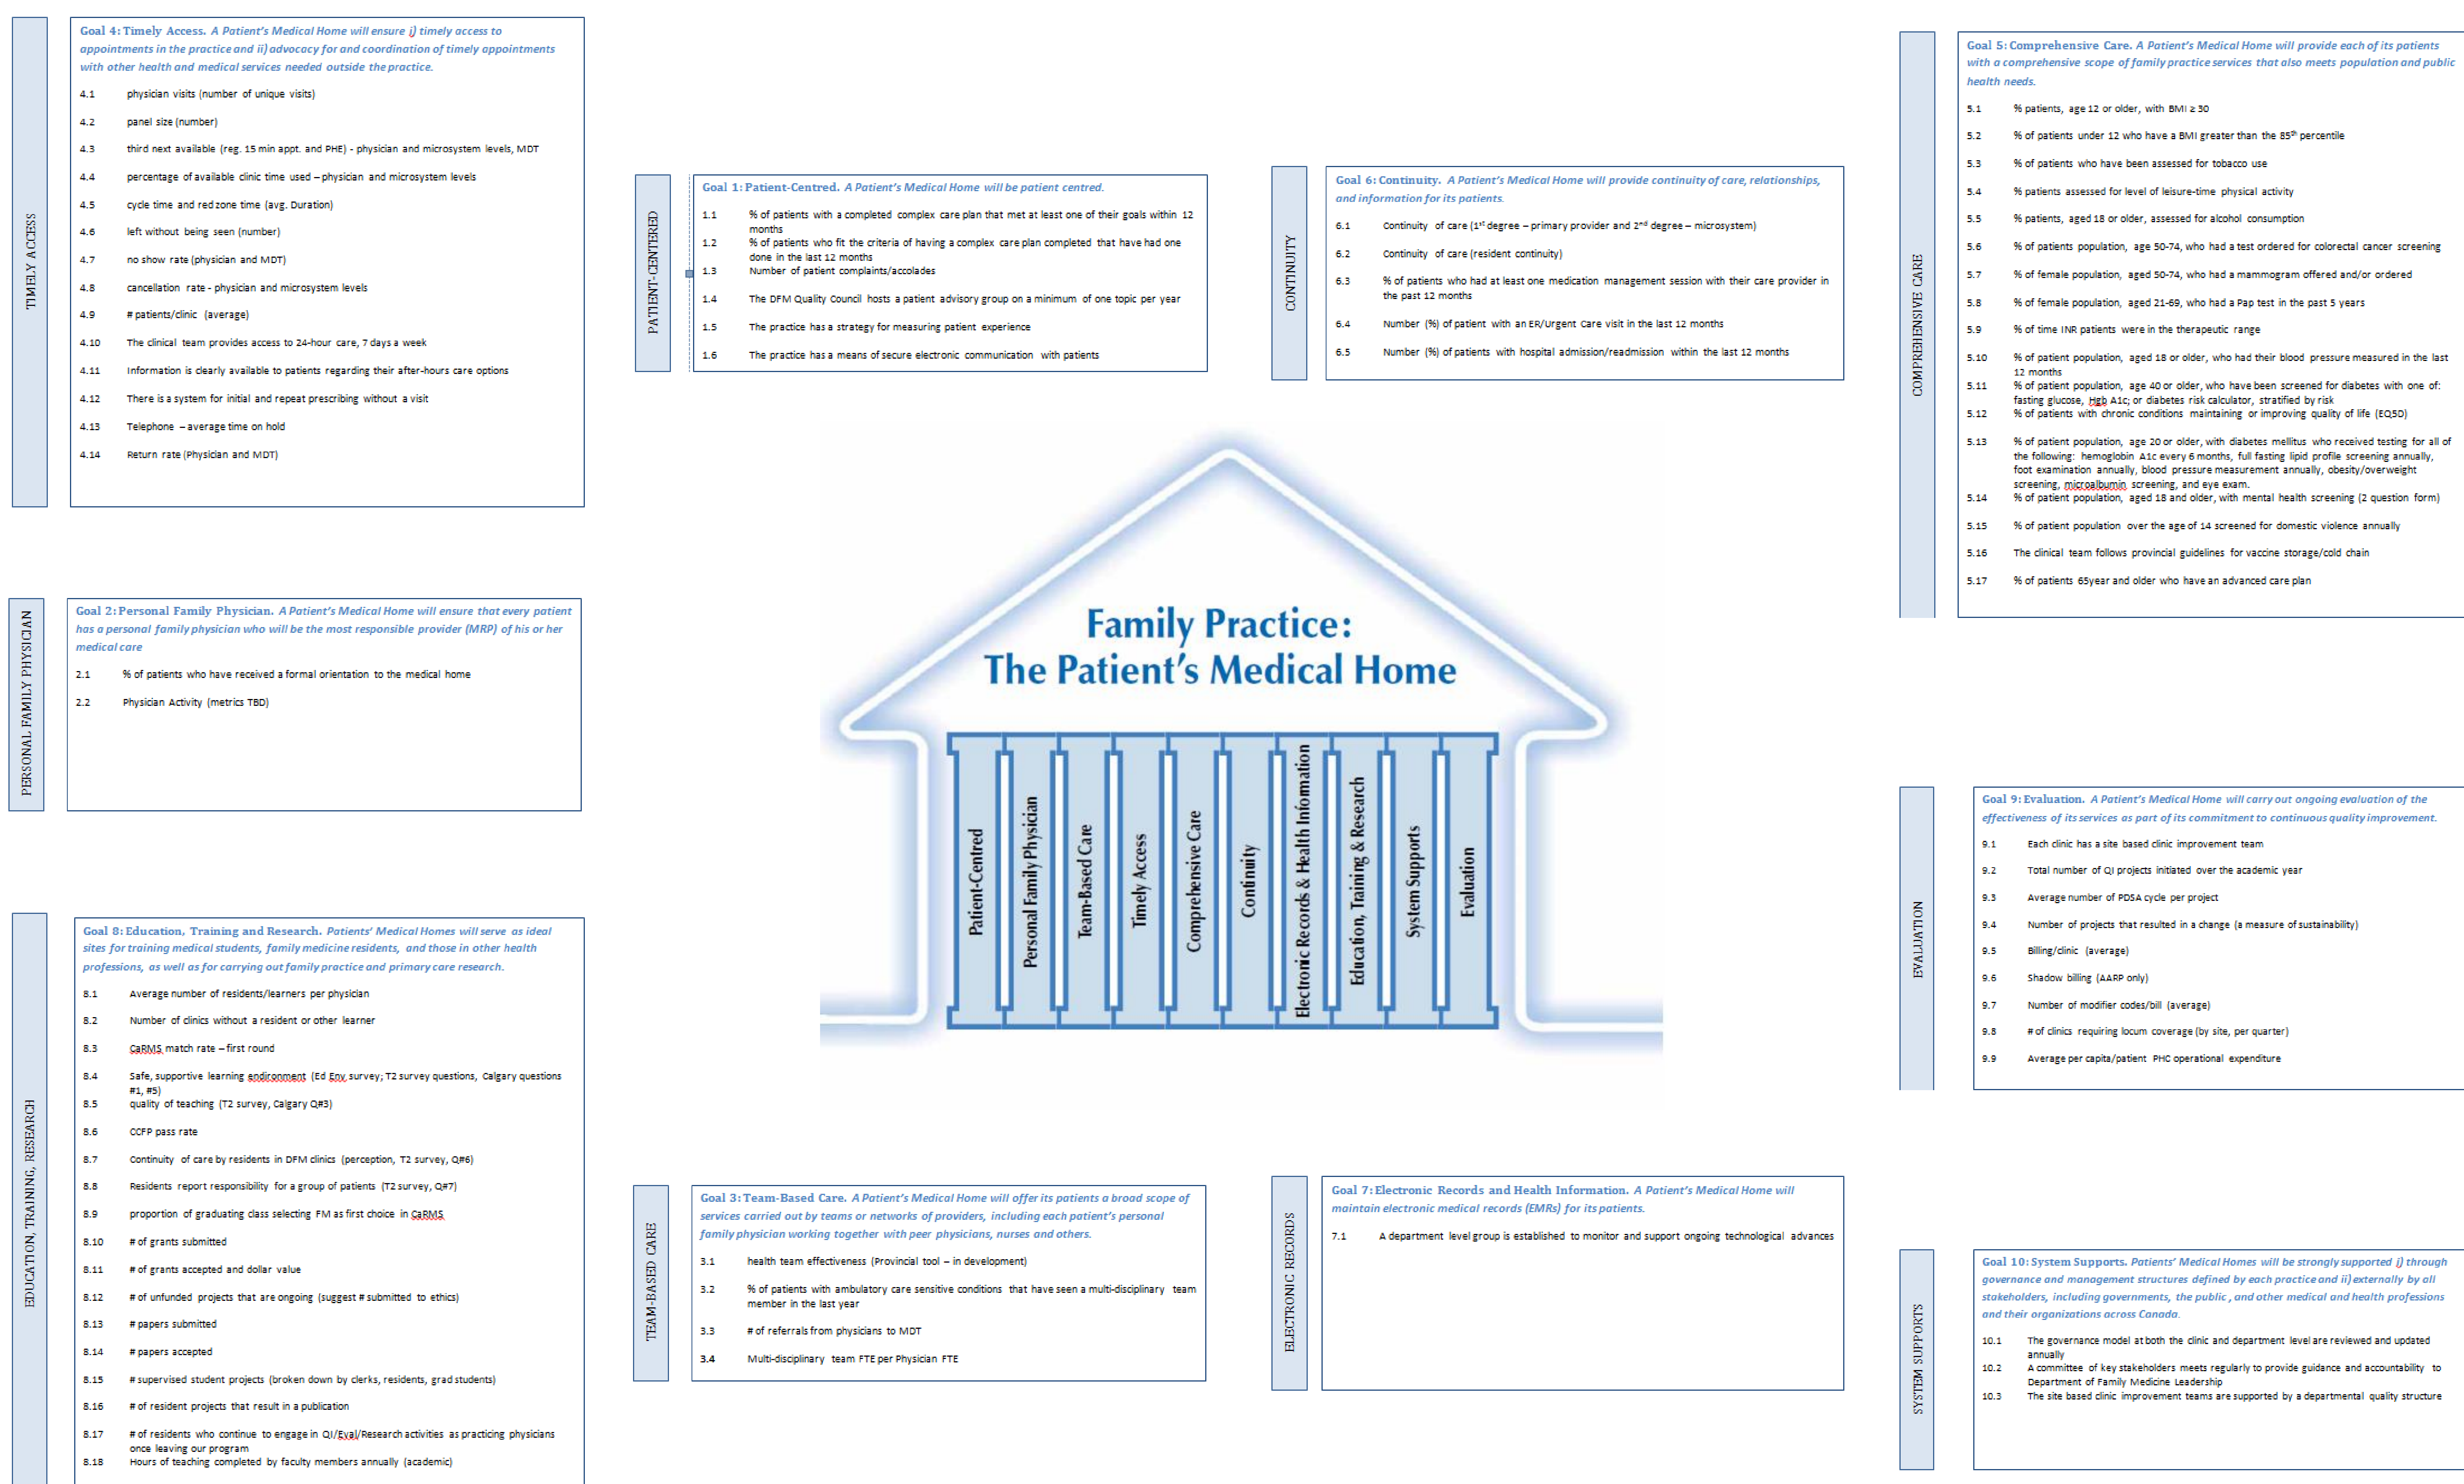 TIMELY ACCESS
Goal 4: Timely Access. A Patient's Medical Home will ensure i) timely access to
appointments in the practice and ii) advocacy for and coordination of timely appointments
with other health and medical services needed outside the practice.
4.1 physician visits (number of unique visits)
4.2 panel size (number)
4.3 third next available (reg. 15 min appt. and PHE) - physician and microsystem levels, MDT
4.4 percentage of available clinic time used – physician and microsystem levels
4.5 cycle time and redzone time (avg. Duration)
4.6 left without being seen (number)
4.7 no show rate (physician and MDT)
4.8 cancellation rate - physician and microsystem levels
4.9 # patients/clinic (average)
4.10 The clinical team provides access to 24-hour care, 7 days a week
4.11 Information is clearly available to patients regarding their after-hours care options
4.12 There is a system for initial and repeat prescribing without a visit
4.13 Telephone – average time on hold
4.14 Return rate (Physician and MDT)
PERSONAL FAMILY PHYSICIAN
Goal 2: Personal Family Physician. A Patient's Medical Home will ensure that every patient
has a personal family physician who will be the most responsible provider (MRP) of his or her
medical care
2.1 % of patients who have received a formal orientation to the medical home
2.2 Physician Activity (metrics TBD)
EDUCATION, TRAINING, RESEARCH
Goal 8: Education, Training and Research. Patients' Medical Homes will serve as ideal
sites for training medical students, family medicine residents, and those in other health
professions, as well as for carrying out family practice and primary care research.
8.1 Average number of residents/learners per physician
8.2 Number of clinics without a resident or other learner
8.3 CaRMS match rate – first round
8.4 Safe, supportive learning endironment (Ed Env survey; T2 survey questions, Calgary questions
#1, #5)
8.5 quality of teaching (T2 survey, Calgary Q#3)
8.6 CCFP pass rate
8.7 Continuity of care by residents in DFM clinics (perception, T2 survey, Q#6)
8.8 Residents report responsibility for a group of patients (T2 survey, Q#7)
8.9 proportion of graduating class selecting FM as first choice in CaRMS
8.10 # of grants submitted
8.11 # of grants accepted and dollar value
8.12 # of unfunded projects that are ongoing (suggest # submitted to ethics)
8.13 # papers submitted
8.14 # papers accepted
8.15 # supervised student projects (broken down by clerks, residents, grad students)
8.16 # of resident projects that result in a publication
8.17 # of residents who continue to engage in QI/Eval/Research activities as practicing physicians
once leaving our program
8.18 Hours of teaching completed by faculty members annually (academic)
PATIENT-CENTERED
Goal 1: Patient-Centred. A Patient's Medical Home will be patient centred.
1.1 % of patients with a completed complex care plan that met at least one of their goals within 12
months
1.2 % of patients who fit the criteria of having a complex care plan completed that have had one
done in the last 12 months
1.3 Number of patient complaints/accolades
1.4 The DFM Quality Council hosts a patient advisory group on a minimum of one topic per year
1.5 The practice has a strategy for measuring patient experience
1.6 The practice has a means of secure electronic communication with patients
CONTINUITY
Goal 6: Continuity. A Patient's Medical Home will provide continuity of care, relationships,
and information for its patients.
6.1 Continuity of care (1st degree – primary provider and 2nd degree – microsystem)
6.2 Continuity of care (resident continuity)
6.3 % of patients who had at least one medication management session with their care provider in
the past 12 months
6.4 Number (%) of patient with an ER/Urgent Care visit in the last 12 months
6.5 Number (%) of patients with hospital admission/readmission within the last 12 months
Family Practice:
The Patient's Medical Home
Patient-Centred
Personal Family Physician
Team-Based Care
Timely Access
Comprehensive Care
Continuity
Electronic Records & Health Information
Education, Training & Research
System Supports
Evaluation
TEAM-BASED CARE
Goal 3: Team-Based Care. A Patient's Medical Home will offer its patients a broad scope of
services carried out by teams or networks of providers, including each patient's personal
family physician working together with peer physicians, nurses and others.
3.1 health team effectiveness (Provincial tool – in development)
3.2 % of patients with ambulatory care sensitive conditions that have seen a multi-disciplinary team
member in the last year
3.3 # of referrals from physicians to MDT
3.4 Multi-disciplinary team FTE per Physician FTE
ELECTRONIC RECORDS
Goal 7: Electronic Records and Health Information. A Patient's Medical Home will
maintain electronic medical records (EMRs) for its patients.
7.1 A department level group is established to monitor and support ongoing technological advances
COMPREHENSIVE CARE
Goal 5: Comprehensive Care. A Patient's Medical Home will provide each of its patients
with a comprehensive scope of family practice services that also meets population and public
health needs.
5.1 % patients, age 12 or older, with BMI ≥ 30
5.2 % of patients under 12 who have a BMI greater than the 85th percentile
5.3 % of patients who have been assessed for tobacco use
5.4 % patients assessed for level of leisure-time physical activity
5.5 % patients, aged 18 or older, assessed for alcohol consumption
5.6 % of patients population, age 50-74, who had a test ordered for colorectal cancer screening
5.7 % of female population, aged 50-74, who had a mammogram offered and/or ordered
5.8 % of female population, aged 21-69, who had a Pap test in the past 5 years
5.9 % of time INR patients were in the therapeutic range
5.10 % of patient population, aged 18 or older, who had their blood pressure measured in the last
12 months
5.11 % of patient population, age 40 or older, who have been screened for diabetes with one of:
fasting glucose, Hgb A1c; or diabetes risk calculator, stratified by risk
5.12 % of patients with chronic conditions maintaining or improving quality of life (EQ5D)
5.13 % of patient population, age 20 or older, with diabetes mellitus who received testing for all of
the following: hemoglobin A1c every 6 months, full fasting lipid profile screening annually,
foot examination annually, blood pressure measurement annually, obesity/overweight
screening, microalbumin screening, and eye exam.
5.14 % of patient population, aged 18 and older, with mental health screening (2 question form)
5.15 % of patient population over the age of 14 screened for domestic violence annually
5.16 The clinical team follows provincial guidelines for vaccine storage/cold chain
5.17 % of patients 65year and older who have an advanced care plan
EVALUATION
Goal 9: Evaluation. A Patient's Medical Home will carry out ongoing evaluation of the
effectiveness of its services as part of its commitment to continuous quality improvement.
9.1 Each clinic has a site based clinic improvement team
9.2 Total number of QI projects initiated over the academic year
9.3 Average number of PDSA cycle per project
9.4 Number of projects that resulted in a change (a measure of sustainability)
9.5 Billing/clinic (average)
9.6 Shadow billing (AARP only)
9.7 Number of modifier codes/bill (average)
9.8 # of clinics requiring locum coverage (by site, per quarter)
9.9 Average per capita/patient PHC operational expenditure
SYSTEM SUPPORTS
Goal 10: System Supports. Patients' Medical Homes will be strongly supported i) through
governance and management structures defined by each practice and ii) externally by all
stakeholders, including governments, the public , and other medical and health professions
and their organizations across Canada.
10.1 The governance model at both the clinic and department level are reviewed and updated
annually
10.2 A committee of key stakeholders meets regularly to provide guidance and accountability to
Department of Family Medicine Leadership
10.3 The site based clinic improvement teams are supported by a departmental quality structure